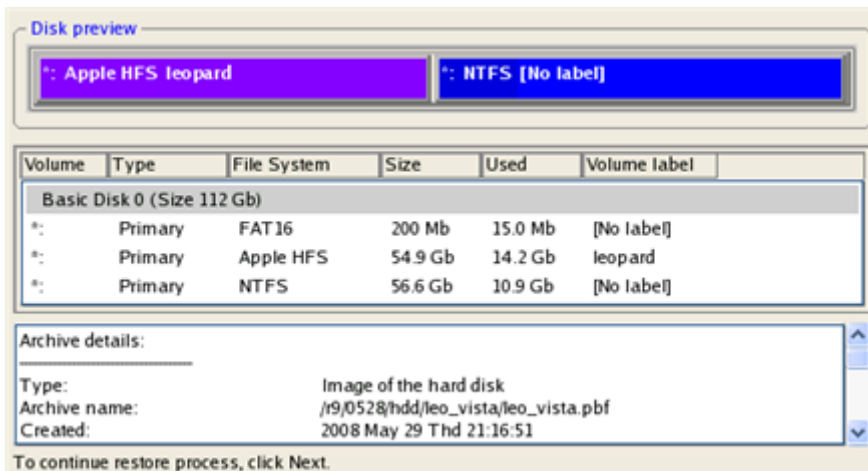 Disk preview
*: Apple HFS leopard *: NTFS [No label]
Volume Type File System Size Used Volume label
Basic Disk 0 (Size 112 Gb)
*: Primary FAT16 200 Mb 15.0 Mb [No label]
*: Primary Apple HFS 54.9 Gb 14.2 Gb leopard
*: Primary NTFS 56.6 Gb 10.9 Gb [No label]
Archive details:
Type: Image of the hard disk
Archive name: /r9/0528/hdd/leo_vista/leo_vista.pbf
Created: 2008 May 29 Thd 21:16:51
To continue restore process, click Next.